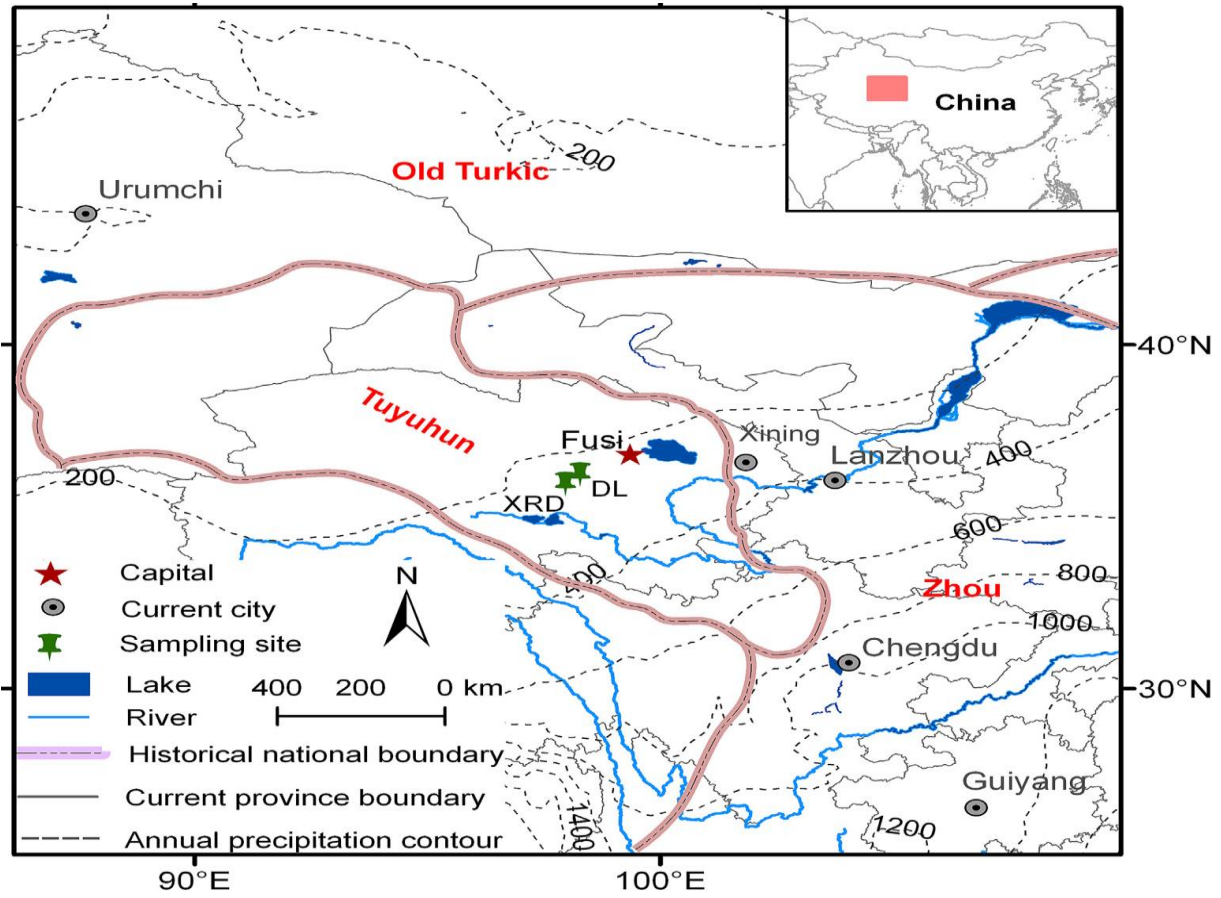 China
200
Old Turkic
Urumchi
40°N
Tuyuhun
Fusi
Xining
Lanzhou
400
200
DL
XRD
600
Zhou
800
1000
Capital
N
Current city
Sampling site
Chengdu
Lake
400 200 0 km
30°N
River
Historical national boundary
Guiyang
Current province boundary
1400
1200
Annual precipitation contour
90°E
100°E